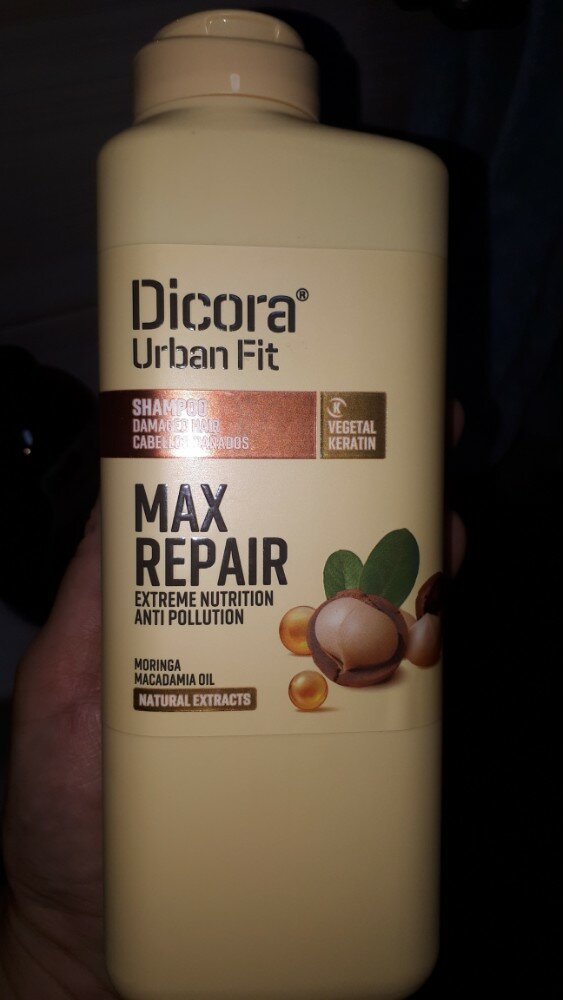 Dicora®
Urban Fit
SHAMPOO
DAMAGED HAIR
CABELLOS DAÑADOS
K
VEGETAL
KERATIN
MAX
REPAIR
EXTREME NUTRITION
ANTI POLLUTION
MORINGA
MACADAMIA OIL
NATURAL EXTRACTS